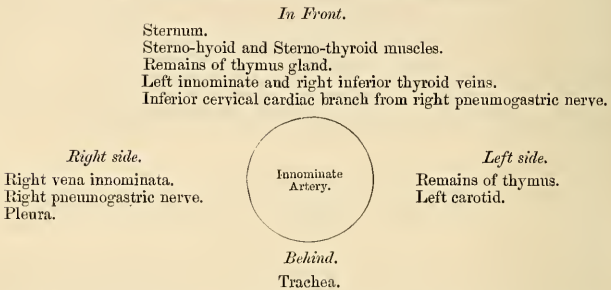 In Front.
Sternum.
Sterno-hyoid and Sterno-thyroid muscles.
Remains of thymus gland.
Left innominate and right inferior thyroid veins.
Inferior cervical cardiac branch from right pneumogastric nerve.
Right side.
Right vena innominata.
Right pneumogastric nerve.
Pleura.
Innominate
Artery.
Left side.
Remains of thymus.
Left carotid.
Behind.
Trachea.